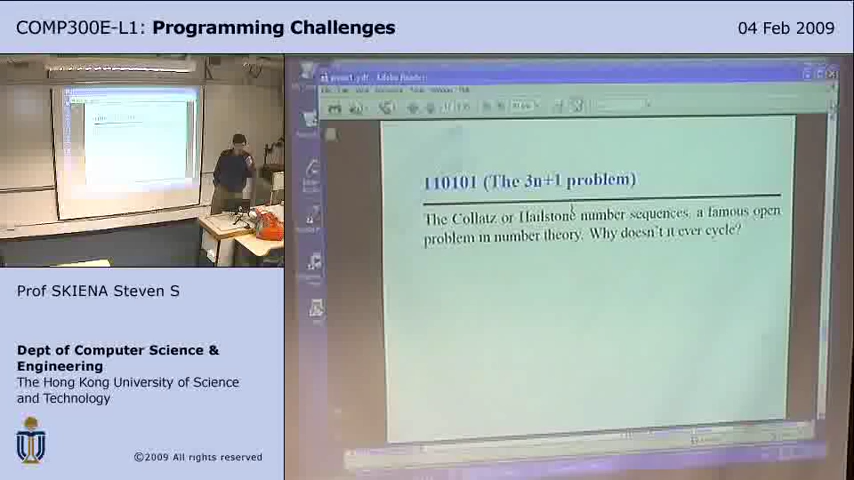 COMP300E-L1: Programming Challenges
04 Feb 2009
Adobe Reader
110101 (The 3n+1 problem)
The Collatz or Hailstone number sequences, a famous open
problem in number theory. Why doesn't it ever cycle?
Prof SKIENA Steven S
Dept of Computer Science &
Engineering
The Hong Kong University of Science
and Technology
©2009 All rights reserved